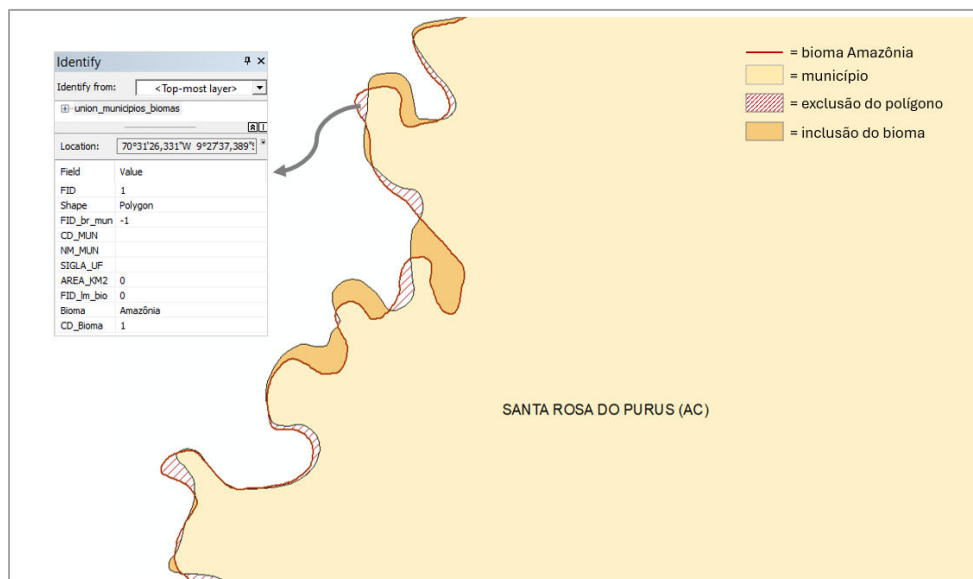 Identify
Identify from: <Top-most layer>
union_municipios_biomas
Location: 70°31'26,331"W 9°27'37,389"S
Field Value
FID 1
Shape Polygon
FID_br_mun -1
CD_MUN
NM_MUN
SIGLA_UF
AREA_KM2 0
FID_lm_bio 0
Bioma Amazônia
CD_Bioma 1
= bioma Amazônia
= município
= exclusão do polígono
= inclusão do bioma
SANTA ROSA DO PURUS (AC)